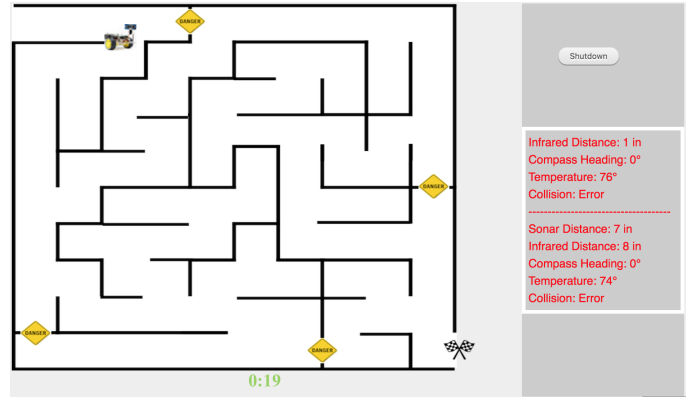 DANGER
Shutdown
Infrared Distance: 1 in
Compass Heading: 0°
Temperature: 76°
Collision: Error
------------------------------------
Sonar Distance: 7 in
Infrared Distance: 8 in
Compass Heading: 0°
Temperature: 74°
Collision: Error
DANGER
DANGER
DANGER
0:19